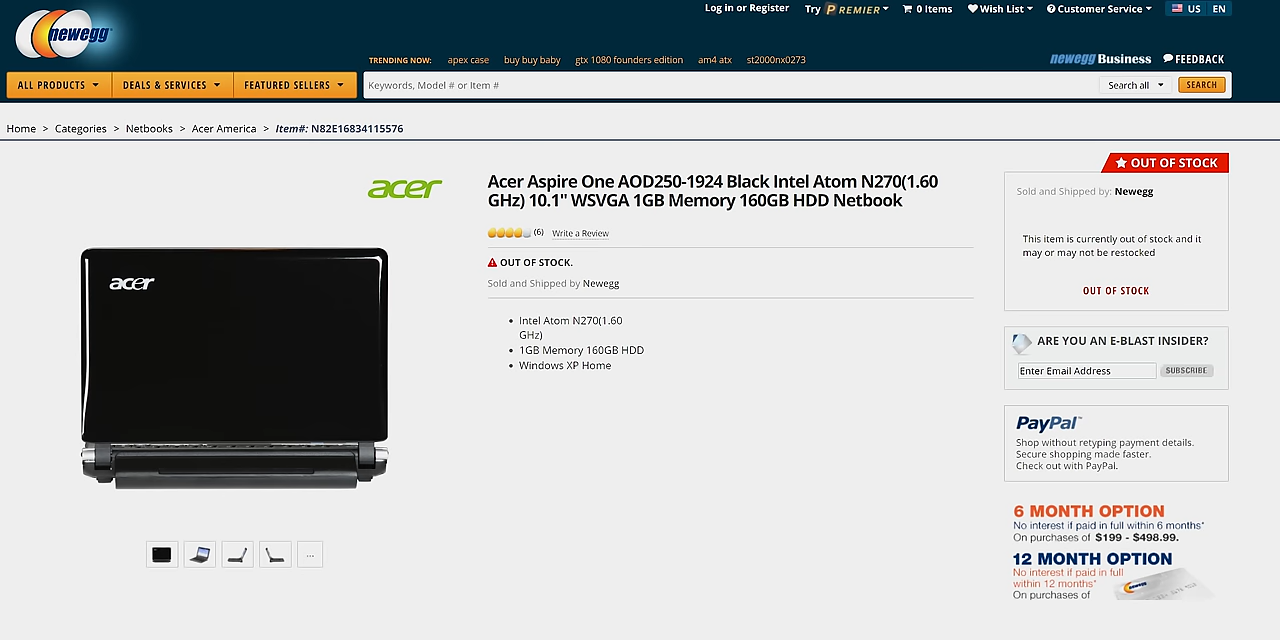 Log in or Register
Try PREMIER
0 Items
Wish List
Customer Service
US
EN
newegg
TRENDING NOW: apex case buy buy baby gtx 1080 founders edition am4 atx st2000nx0273
newegg Business
FEEDBACK
ALL PRODUCTS
DEALS & SERVICES
FEATURED SELLERS
Keywords, Model # or Item #
Search all
SEARCH
Home > Categories > Netbooks > Acer America > Item#: N82E16834115576
acer
acer
Acer Aspire One AOD250-1924 Black Intel Atom N270(1.60
GHz) 10.1" WSVGA 1GB Memory 160GB HDD Netbook
(6) Write a Review
OUT OF STOCK.
Sold and Shipped by Newegg
• Intel Atom N270(1.60
GHz)
• 1GB Memory 160GB HDD
• Windows XP Home
...
OUT OF STOCK
Sold and Shipped by: Newegg
This item is currently out of stock and it
may or may not be restocked
OUT OF STOCK
ARE YOU AN E-BLAST INSIDER?
Enter Email Address
SUBSCRIBE
PayPal™
Shop without retyping payment details.
Secure shopping made faster.
Check out with PayPal.
6 MONTH OPTION
No interest if paid in full within 6 months*
On purchases of $199 - $498.99.
12 MONTH OPTION
No interest if paid in full
within 12 months*
On purchases of
newegg